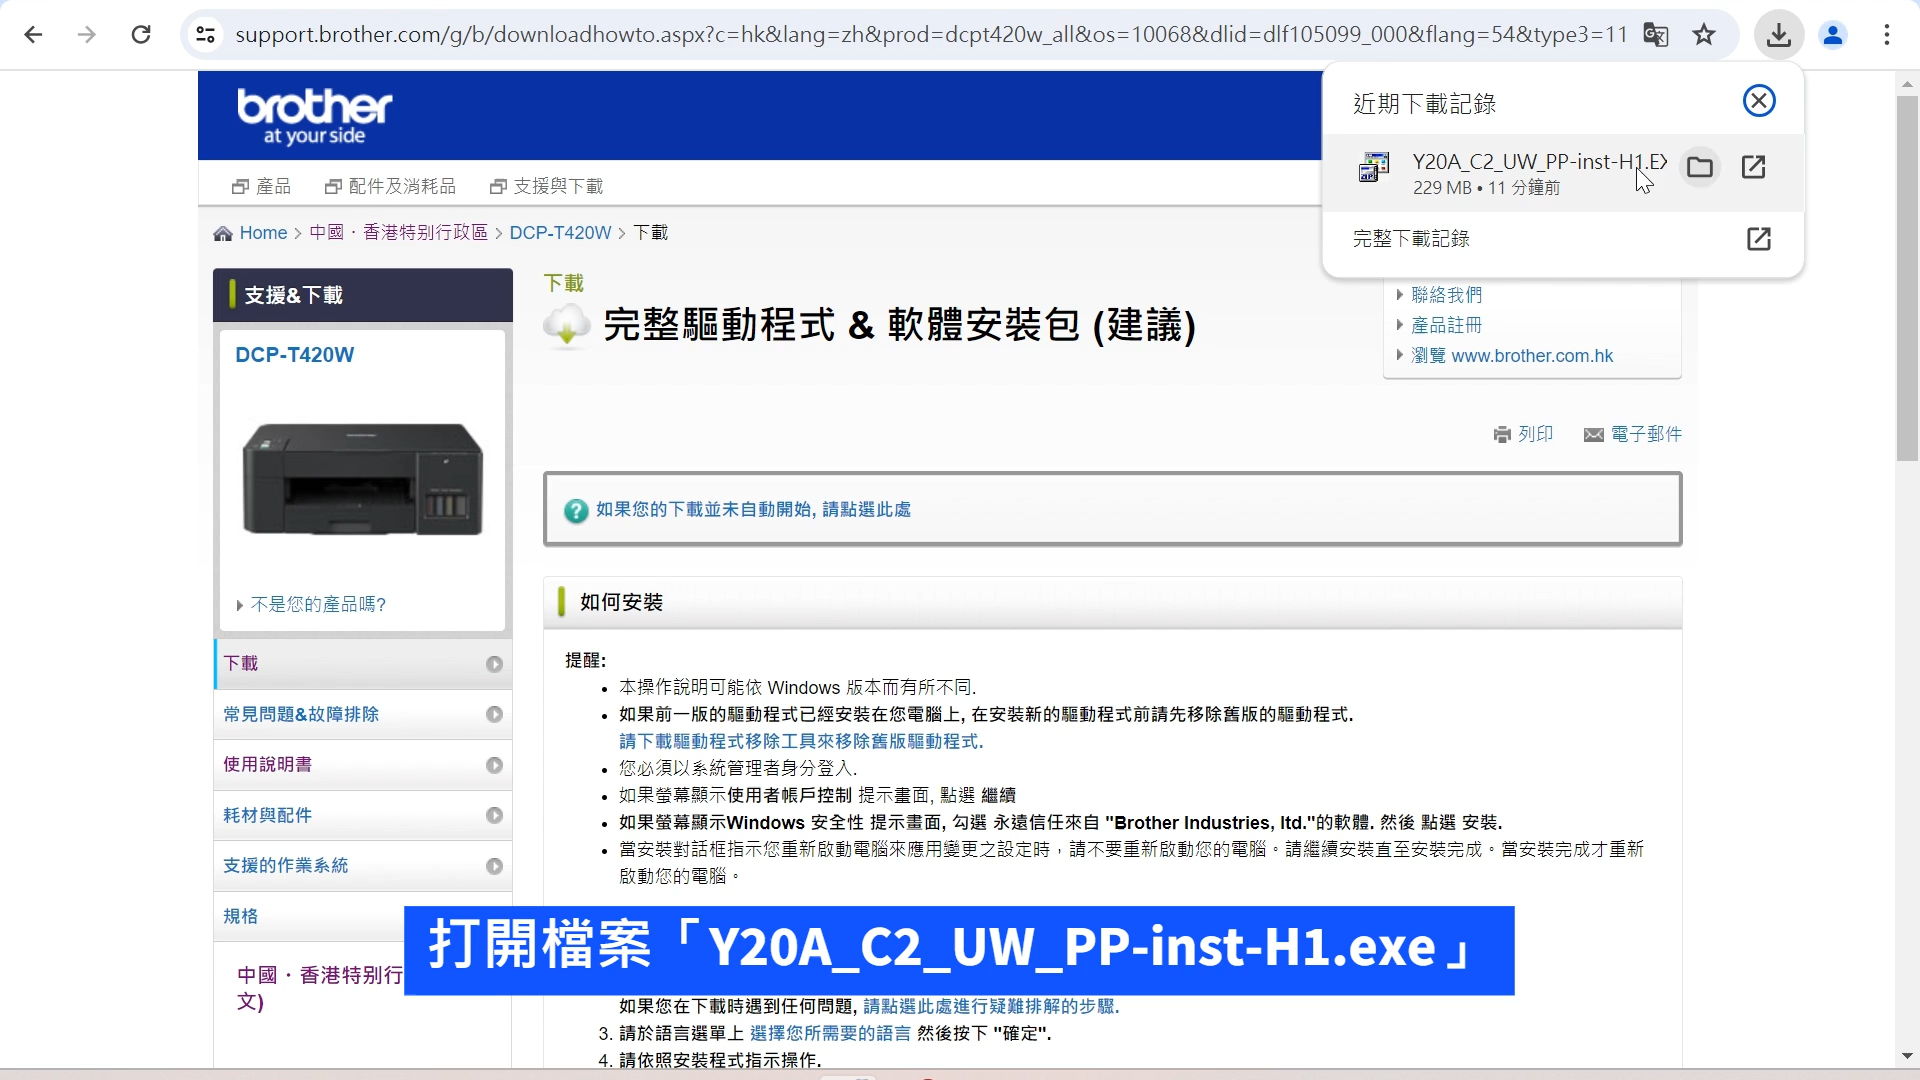 support.brother.com/g/b/downloadhowto.aspx?c=hk&lang=zh&prod=dcpt420w_all&os=10068&dlid=dlf105099_000&flang=54&type3=11
brother
at your side
近期下載記錄
Y20A_C2_UW_PP-inst-H1.EX
229 MB • 11 分鐘前
完整下載記錄
產品
配件及消耗品
支援與下載
Home > 中國・香港特別行政區 > DCP-T420W > 下載
支援&下載
DCP-T420W
不是您的產品嗎?
下載
常見問題&故障排除
使用說明書
耗材與配件
支援的作業系統
規格
中國・香港特別行
文)
下載
完整驅動程式 & 軟體安裝包 (建議)
聯絡我們
產品註冊
瀏覽 www.brother.com.hk
列印
電子郵件
如果您的下載並未自動開始, 請點選此處
如何安裝
提醒:
• 本操作說明可能依 Windows 版本而有所不同.
• 如果前一版的驅動程式已經安裝在您電腦上, 在安裝新的驅動程式前請先移除舊版的驅動程式.
請下載驅動程式移除工具來移除舊版驅動程式.
• 您必須以系統管理者身分登入.
• 如果螢幕顯示使用者帳戶控制 提示畫面, 點選 繼續
• 如果螢幕顯示Windows 安全性 提示畫面, 勾選 永遠信任來自 "Brother Industries, ltd."的軟體. 然後 點選 安裝.
• 當安裝對話框指示您重新啟動電腦來應用變更之設定時，請不要重新啟動您的電腦。請繼續安裝直至安裝完成。當安裝完成才重新
啟動您的電腦。
打開檔案「Y20A_C2_UW_PP-inst-H1.exe」
如果您在下載時遇到任何問題, 請點選此處進行疑難排解的步驟.
3. 請於語言選單上 選擇您所需要的語言 然後按下 "確定".
4. 請依照安裝程式指示操作.